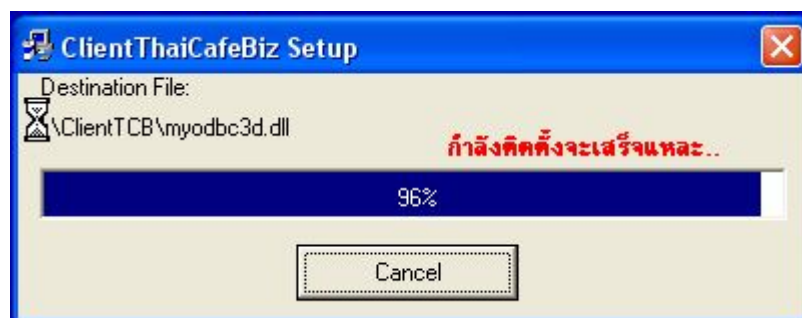 ClientThaiCafeBiz Setup
Destination File:
\ClientTCB\myodbc3d.dll
กำลังติดตั้งจะเสร็จแหละ..
96%
Cancel